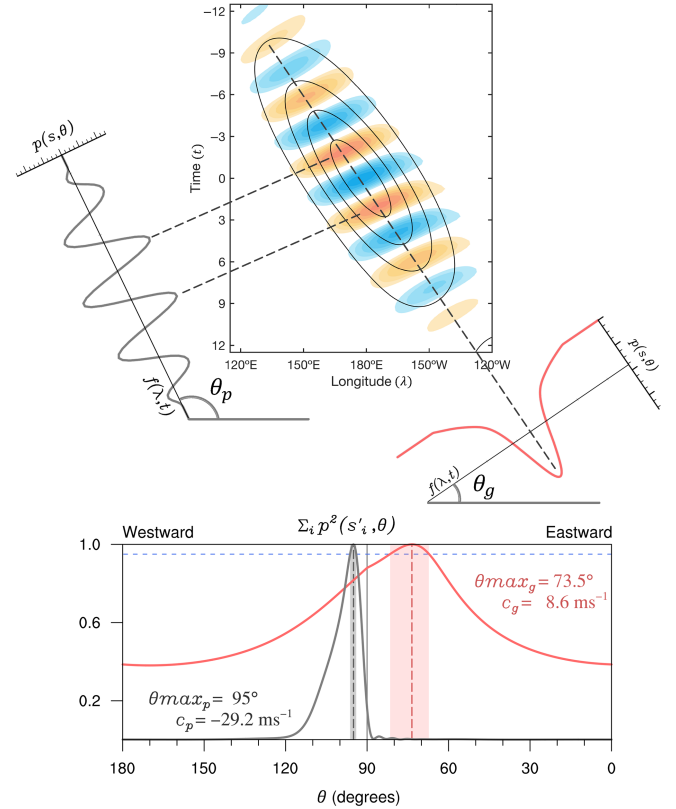 −12
−9
−6
−3
0
3
6
9
12
Time (t)
120°E
150°E
180°W
150°W
120°W
Longitude (λ)
p(s,θ)
f(λ,t)
θp
p(s,θ)
f(λ,t)
θg
Σi p²(s′i,θ)
Westward
Eastward
1.0
0.6
0.2
θmaxg = 73.5°
cg = 8.6 ms⁻¹
θmaxp = 95°
cp = −29.2 ms⁻¹
180
150
120
90
60
30
0
θ (degrees)